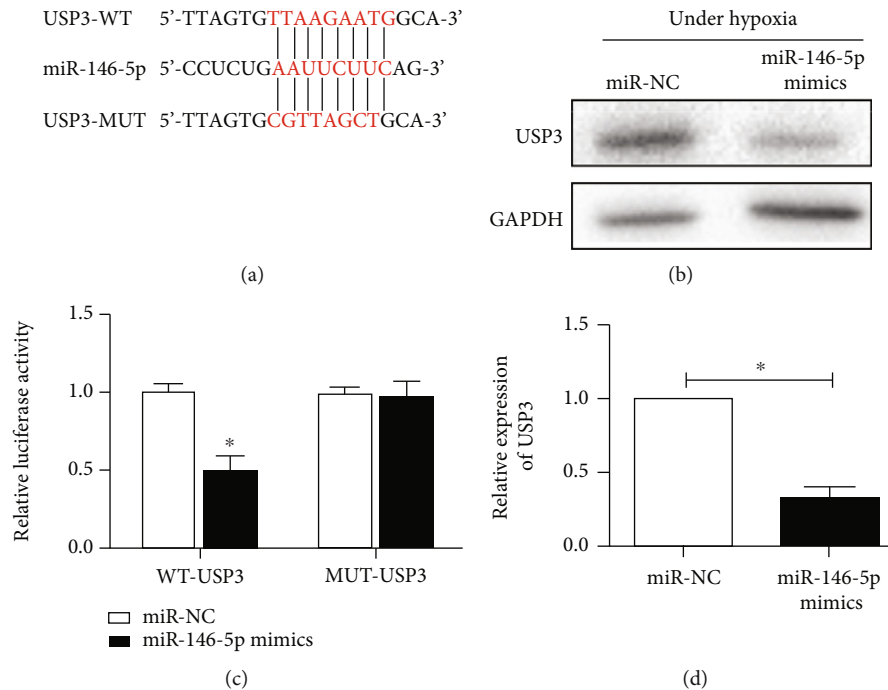 USP3-WT 5'-TTAGTGTTAAGAATGGCA-3'
miR-146-5p 5'-CCUCUGAAUUCUUCAG-3'
USP3-MUT 5'-TTAGTGCGTTAGCTGCA-3'
(a)
Under hypoxia
miR-NC miR-146-5p mimics
USP3
GAPDH
(b)
Relative luciferase activity
1.5
1.0
0.5
0.0
*
WT-USP3 MUT-USP3
miR-NC
miR-146-5p mimics
(c)
Relative expression
of USP3
1.5
1.0
0.5
0.0
*
miR-NC miR-146-5p
mimics
(d)